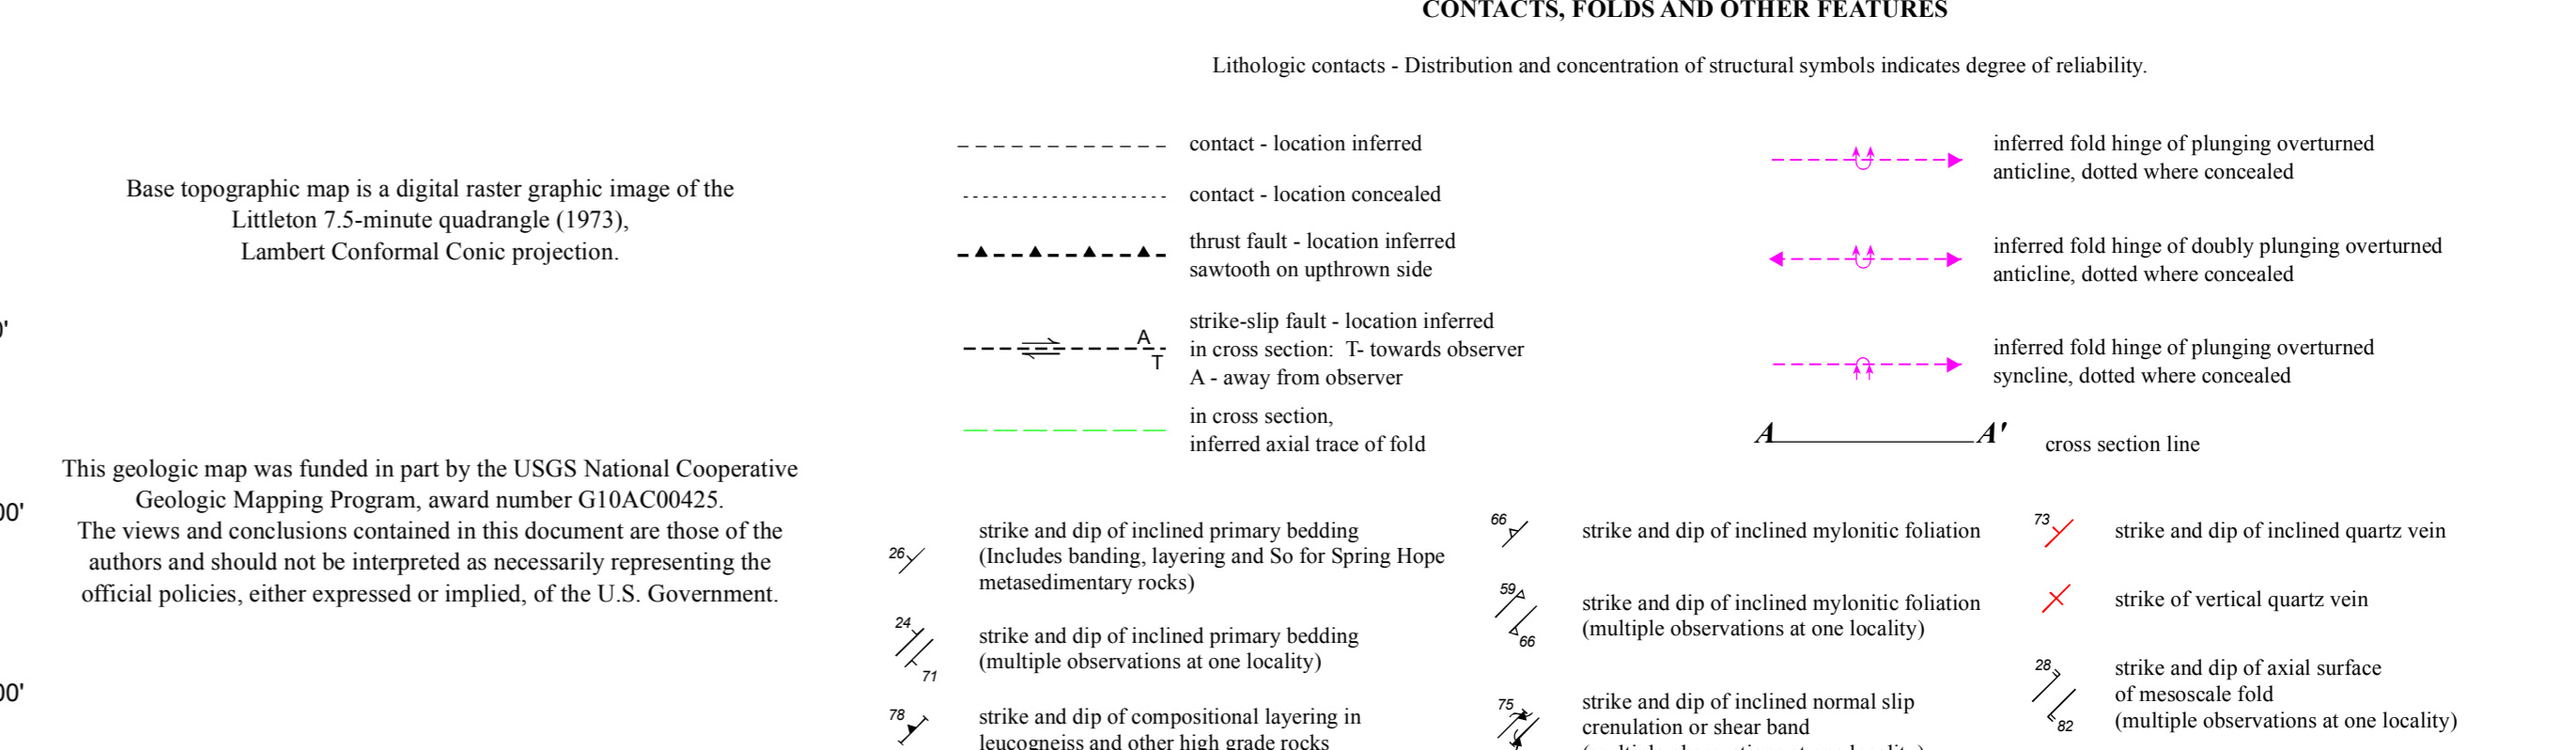 CONTACTS, FOLDS AND OTHER FEATURES
Lithologic contacts - Distribution and concentration of structural symbols indicates degree of reliability.
Base topographic map is a digital raster graphic image of the
Littleton 7.5-minute quadrangle (1973),
Lambert Conformal Conic projection.
0'
This geologic map was funded in part by the USGS National Cooperative
Geologic Mapping Program, award number G10AC00425.
The views and conclusions contained in this document are those of the
authors and should not be interpreted as necessarily representing the
official policies, either expressed or implied, of the U.S. Government.
00'
00'
contact - location inferred
contact - location concealed
thrust fault - location inferred
sawtooth on upthrown side
A
T
strike-slip fault - location inferred
in cross section: T- towards observer
A - away from observer
in cross section,
inferred axial trace of fold
inferred fold hinge of plunging overturned
anticline, dotted where concealed
inferred fold hinge of doubly plunging overturned
anticline, dotted where concealed
inferred fold hinge of plunging overturned
syncline, dotted where concealed
A A' cross section line
26
strike and dip of inclined primary bedding
(Includes banding, layering and So for Spring Hope
metasedimentary rocks)
24
71
strike and dip of inclined primary bedding
(multiple observations at one locality)
78
strike and dip of compositional layering in
leucogneiss and other high grade rocks
66
strike and dip of inclined mylonitic foliation
59
66
strike and dip of inclined mylonitic foliation
(multiple observations at one locality)
75
strike and dip of inclined normal slip
crenulation or shear band
(multiple observations at one locality)
73
strike and dip of inclined quartz vein
strike of vertical quartz vein
28
82
strike and dip of axial surface
of mesoscale fold
(multiple observations at one locality)